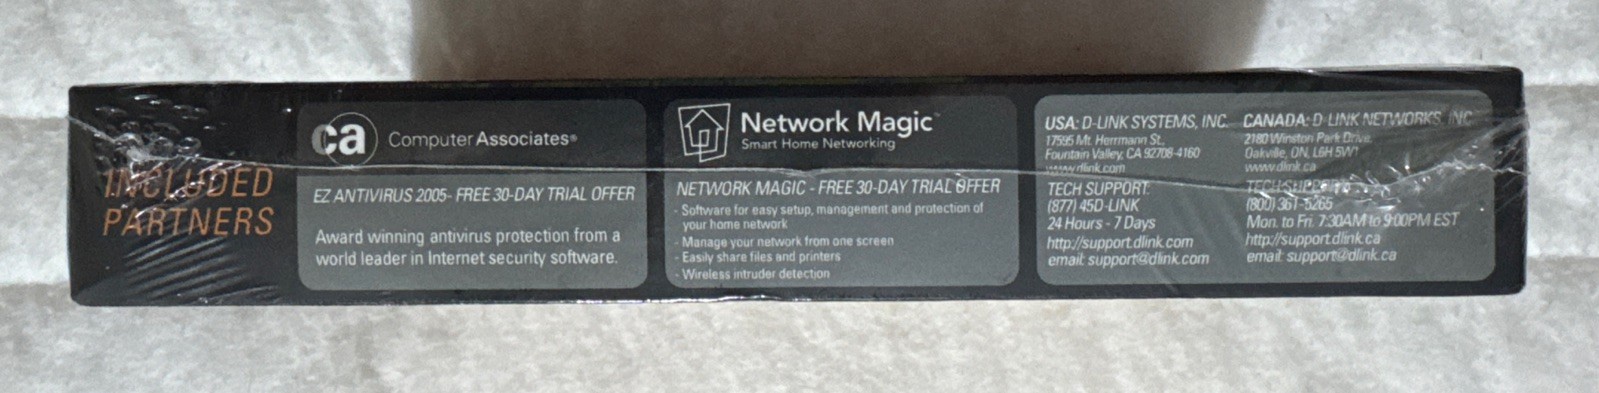 INCLUDED
PARTNERS
ca
Computer Associates®
EZ ANTIVIRUS 2005- FREE 30-DAY TRIAL OFFER
Award winning antivirus protection from a
world leader in Internet security software.
Network Magic™
Smart Home Networking
NETWORK MAGIC - FREE 30-DAY TRIAL OFFER
- Software for easy setup, management and protection of
your home network
- Manage your network from one screen
- Easily share files and printers
- Wireless intruder detection
USA: D-LINK SYSTEMS, INC.
17595 Mt. Herrmann St.,
Fountain Valley, CA 92708-4160
www.dlink.com
TECH SUPPORT:
(877) 45D-LINK
24 Hours - 7 Days
http://support.dlink.com
email: support@dlink.com
CANADA: D-LINK NETWORKS, INC.
2180 Winston Park Drive
Oakville, ON, L6H 5W1
www.dlink.ca
TECH
(800) 361-5265
Mon. to Fri. 7:30AM to 9:00PM EST
http://support.dlink.ca
email: support@dlink.ca